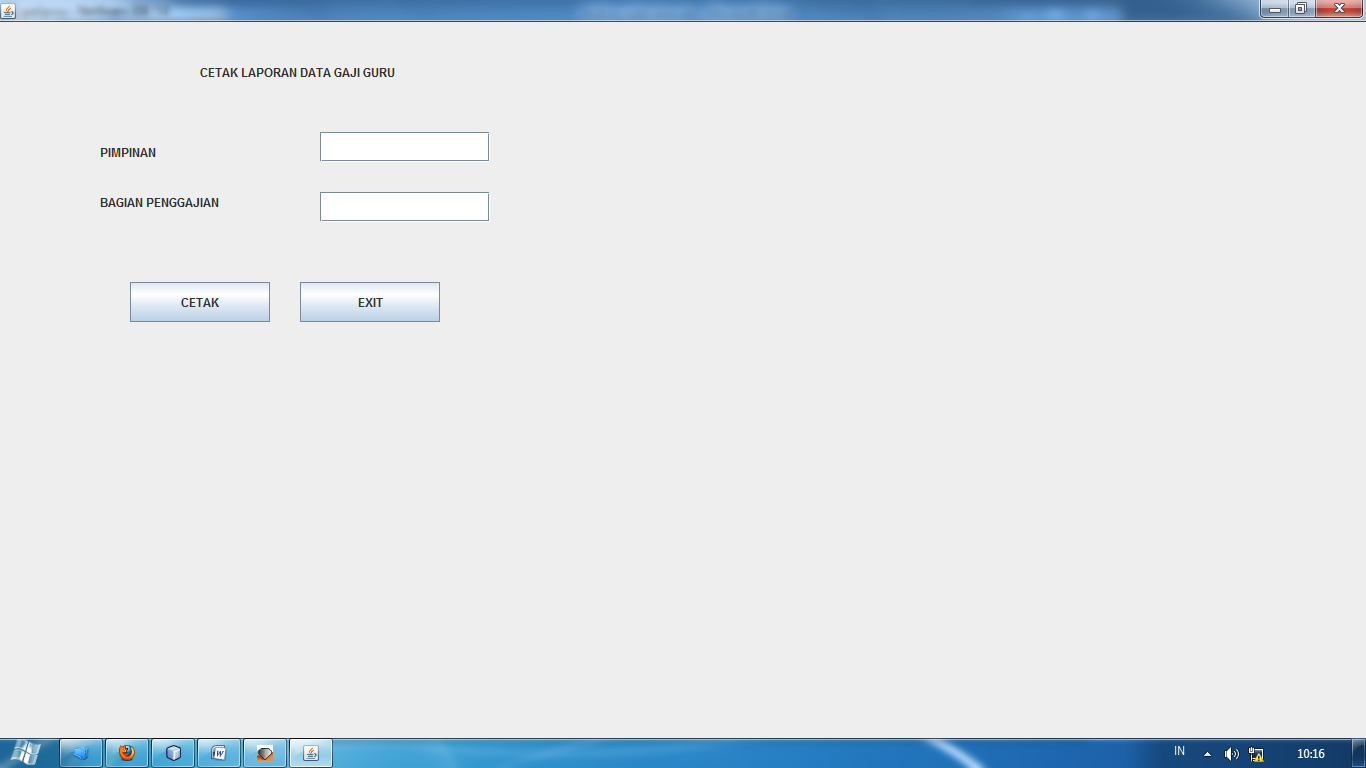 CETAK LAPORAN DATA GAJI GURU
PIMPINAN
BAGIAN PENGGAJIAN
CETAK
EXIT
IN
10:16